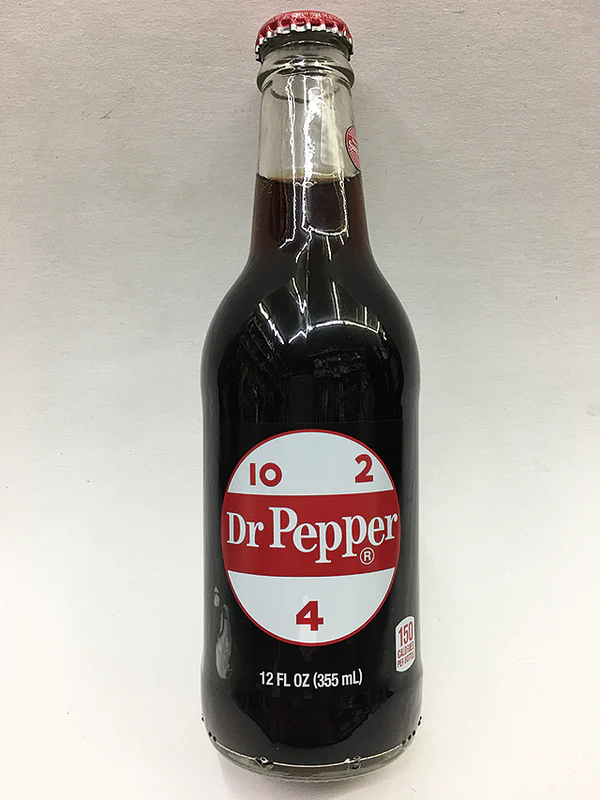 10 2
Dr Pepper®
4
150
CALORIES
PER BOTTLE
12 FL OZ (355 mL)